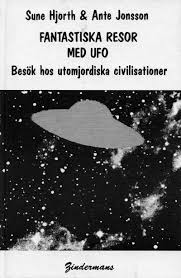 Sune Hjorth & Ante Jonsson
FANTASTISKA RESOR
MED UFO
Besök hos utomjordiska civilisationer
Zindermans